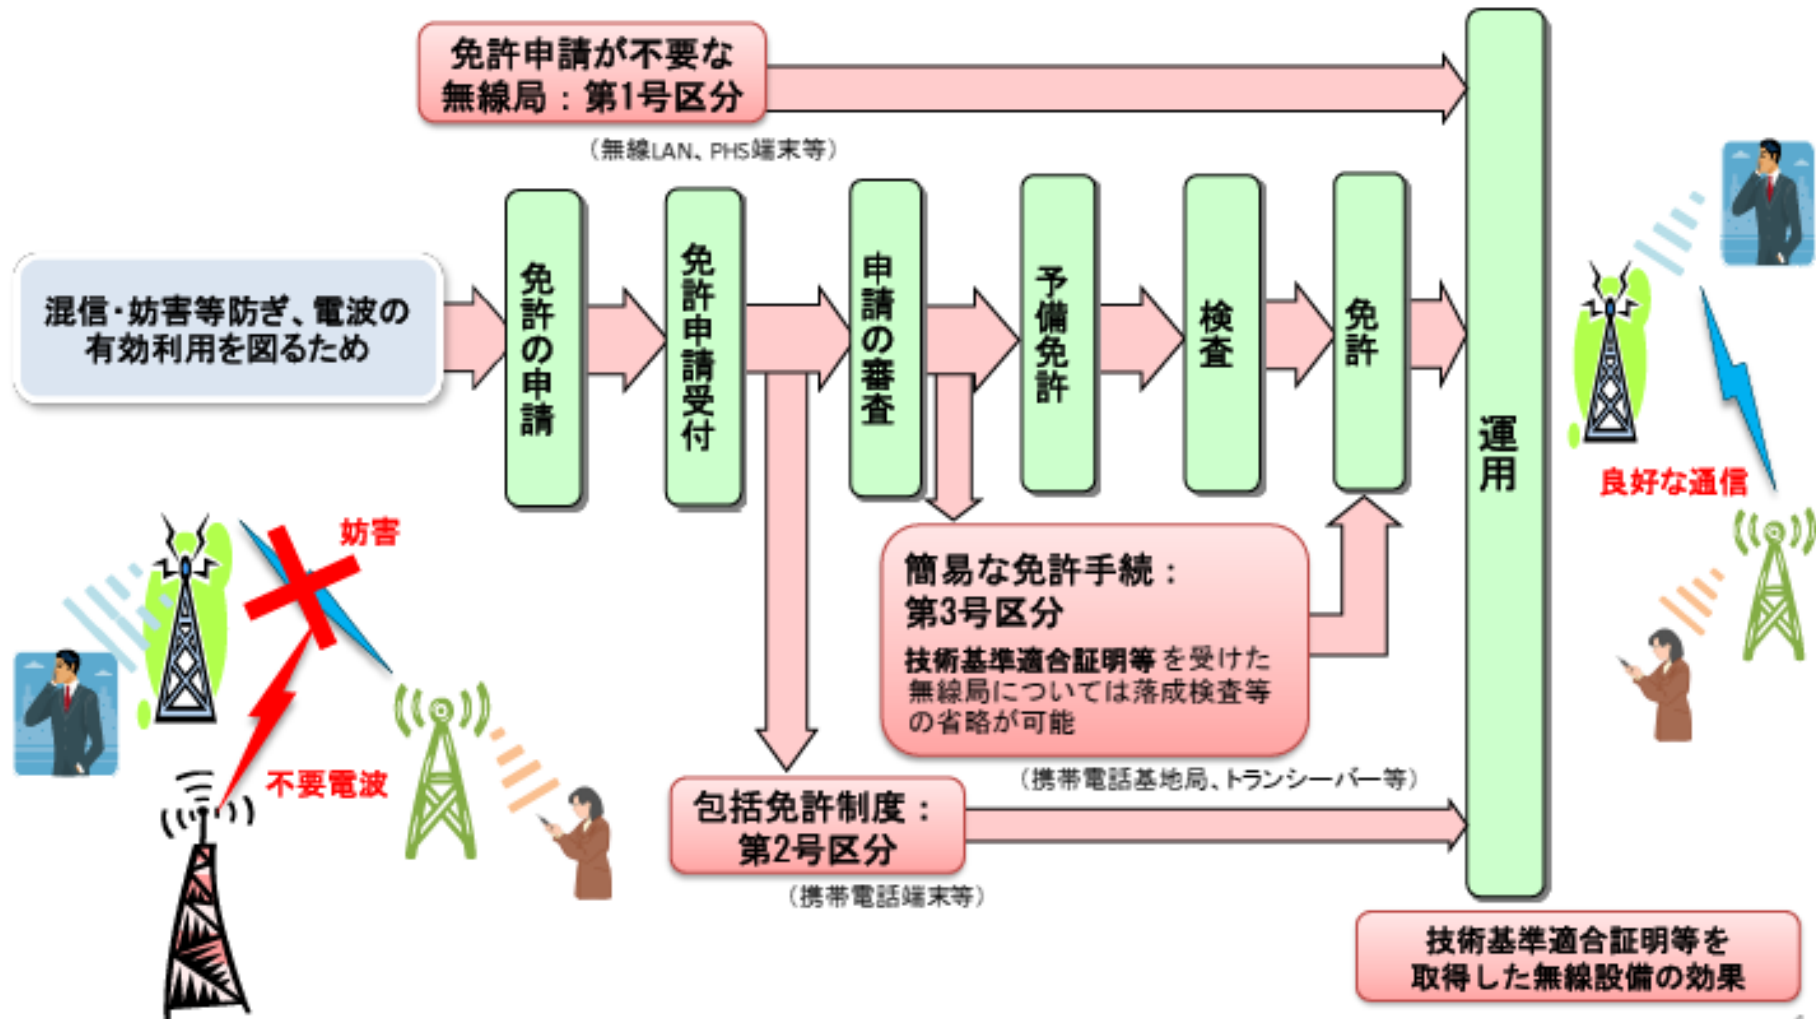 免許申請が不要な
無線局：第1号区分
（無線LAN、PHS端末等）
混信・妨害等防ぎ、電波の
有効利用を図るため
免許の申請
免許申請受付
申請の審査
予備免許
検査
免許
運用
簡易な免許手続：
第3号区分
技術基準適合証明等を受けた
無線局については落成検査等
の省略が可能
（携帯電話基地局、トランシーバー等）
包括免許制度：
第2号区分
（携帯電話端末等）
妨害
不要電波
良好な通信
技術基準適合証明等を
取得した無線設備の効果